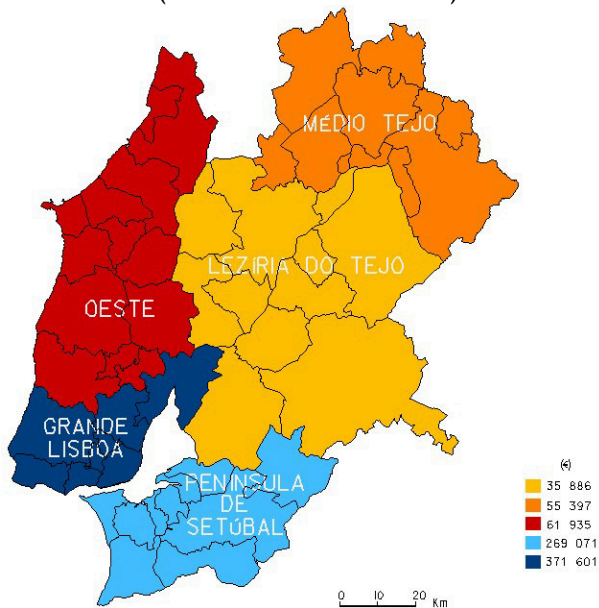 MÉDIO TEJO
LEZÍRIA DO TEJO
OESTE
GRANDE
LISBOA
PENÍNSULA
DE
SETÚBAL
(€)
35 886
55 397
61 935
269 071
371 601
0 10 20 Km